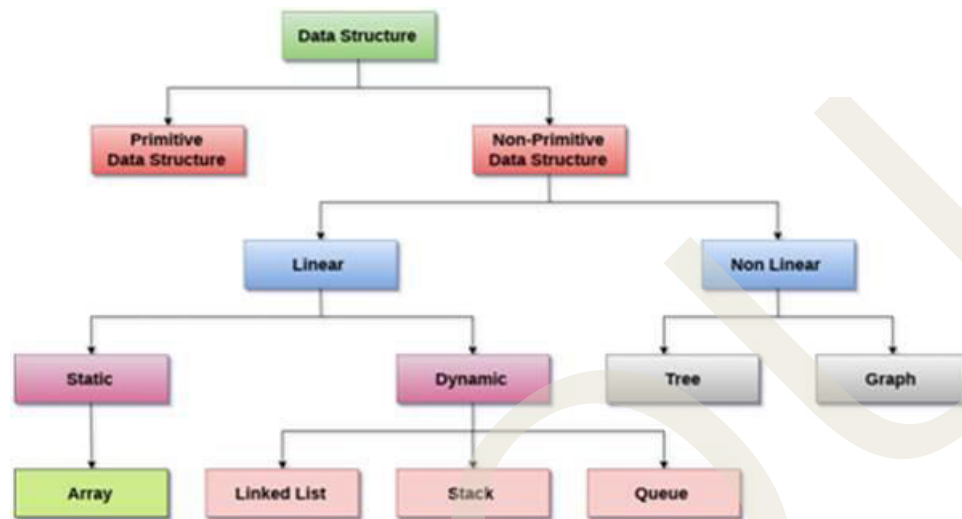 Data Structure
Primitive
Data Structure
Non-Primitive
Data Structure
Linear
Non Linear
Static
Dynamic
Tree
Graph
Array
Linked List
Stack
Queue